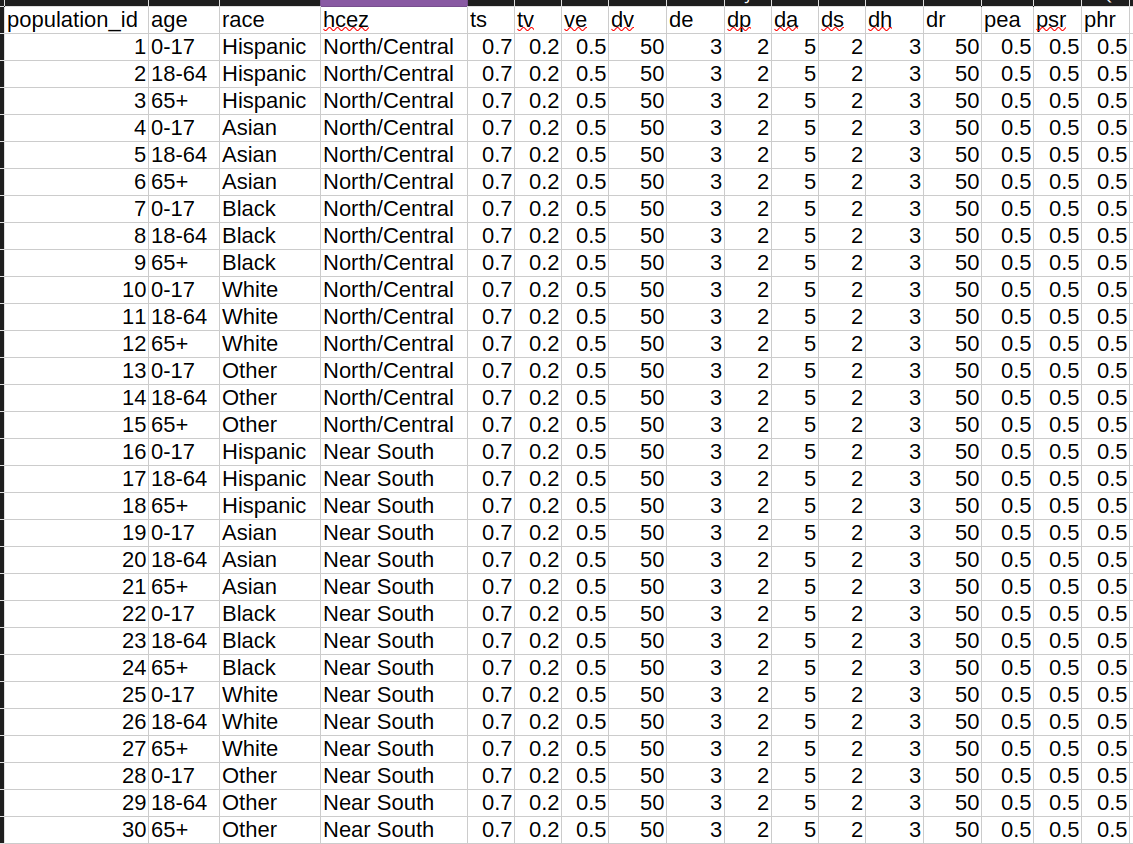 population_id age race hcez ts tv ve dv de dp da ds dh dr pea psr phr
1 0-17 Hispanic North/Central 0.7 0.2 0.5 50 3 2 5 2 3 50 0.5 0.5 0.5
2 18-64 Hispanic North/Central 0.7 0.2 0.5 50 3 2 5 2 3 50 0.5 0.5 0.5
3 65+ Hispanic North/Central 0.7 0.2 0.5 50 3 2 5 2 3 50 0.5 0.5 0.5
4 0-17 Asian North/Central 0.7 0.2 0.5 50 3 2 5 2 3 50 0.5 0.5 0.5
5 18-64 Asian North/Central 0.7 0.2 0.5 50 3 2 5 2 3 50 0.5 0.5 0.5
6 65+ Asian North/Central 0.7 0.2 0.5 50 3 2 5 2 3 50 0.5 0.5 0.5
7 0-17 Black North/Central 0.7 0.2 0.5 50 3 2 5 2 3 50 0.5 0.5 0.5
8 18-64 Black North/Central 0.7 0.2 0.5 50 3 2 5 2 3 50 0.5 0.5 0.5
9 65+ Black North/Central 0.7 0.2 0.5 50 3 2 5 2 3 50 0.5 0.5 0.5
10 0-17 White North/Central 0.7 0.2 0.5 50 3 2 5 2 3 50 0.5 0.5 0.5
11 18-64 White North/Central 0.7 0.2 0.5 50 3 2 5 2 3 50 0.5 0.5 0.5
12 65+ White North/Central 0.7 0.2 0.5 50 3 2 5 2 3 50 0.5 0.5 0.5
13 0-17 Other North/Central 0.7 0.2 0.5 50 3 2 5 2 3 50 0.5 0.5 0.5
14 18-64 Other North/Central 0.7 0.2 0.5 50 3 2 5 2 3 50 0.5 0.5 0.5
15 65+ Other North/Central 0.7 0.2 0.5 50 3 2 5 2 3 50 0.5 0.5 0.5
16 0-17 Hispanic Near South 0.7 0.2 0.5 50 3 2 5 2 3 50 0.5 0.5 0.5
17 18-64 Hispanic Near South 0.7 0.2 0.5 50 3 2 5 2 3 50 0.5 0.5 0.5
18 65+ Hispanic Near South 0.7 0.2 0.5 50 3 2 5 2 3 50 0.5 0.5 0.5
19 0-17 Asian Near South 0.7 0.2 0.5 50 3 2 5 2 3 50 0.5 0.5 0.5
20 18-64 Asian Near South 0.7 0.2 0.5 50 3 2 5 2 3 50 0.5 0.5 0.5
21 65+ Asian Near South 0.7 0.2 0.5 50 3 2 5 2 3 50 0.5 0.5 0.5
22 0-17 Black Near South 0.7 0.2 0.5 50 3 2 5 2 3 50 0.5 0.5 0.5
23 18-64 Black Near South 0.7 0.2 0.5 50 3 2 5 2 3 50 0.5 0.5 0.5
24 65+ Black Near South 0.7 0.2 0.5 50 3 2 5 2 3 50 0.5 0.5 0.5
25 0-17 White Near South 0.7 0.2 0.5 50 3 2 5 2 3 50 0.5 0.5 0.5
26 18-64 White Near South 0.7 0.2 0.5 50 3 2 5 2 3 50 0.5 0.5 0.5
27 65+ White Near South 0.7 0.2 0.5 50 3 2 5 2 3 50 0.5 0.5 0.5
28 0-17 Other Near South 0.7 0.2 0.5 50 3 2 5 2 3 50 0.5 0.5 0.5
29 18-64 Other Near South 0.7 0.2 0.5 50 3 2 5 2 3 50 0.5 0.5 0.5
30 65+ Other Near South 0.7 0.2 0.5 50 3 2 5 2 3 50 0.5 0.5 0.5